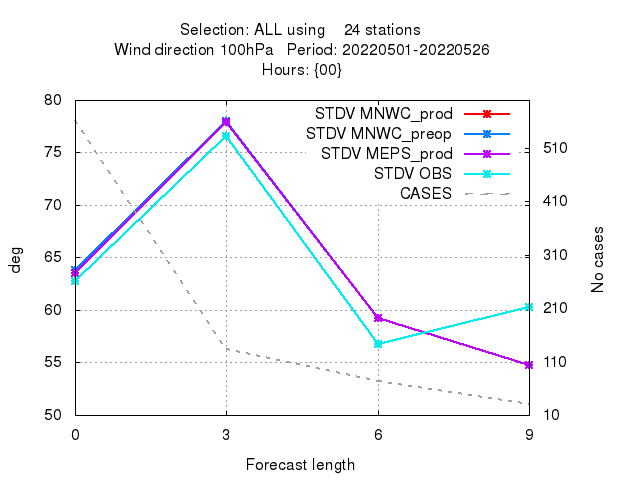 Selection: ALL using    24 stations
Wind direction 100hPa   Period: 20220501-20220526
Hours: {00}
80
75
70
65
60
55
50
deg
STDV MNWC_prod
STDV MNWC_preop
STDV MEPS_prod
STDV OBS
CASES
510
410
310
210
110
10
No cases
0 3 6 9
Forecast length